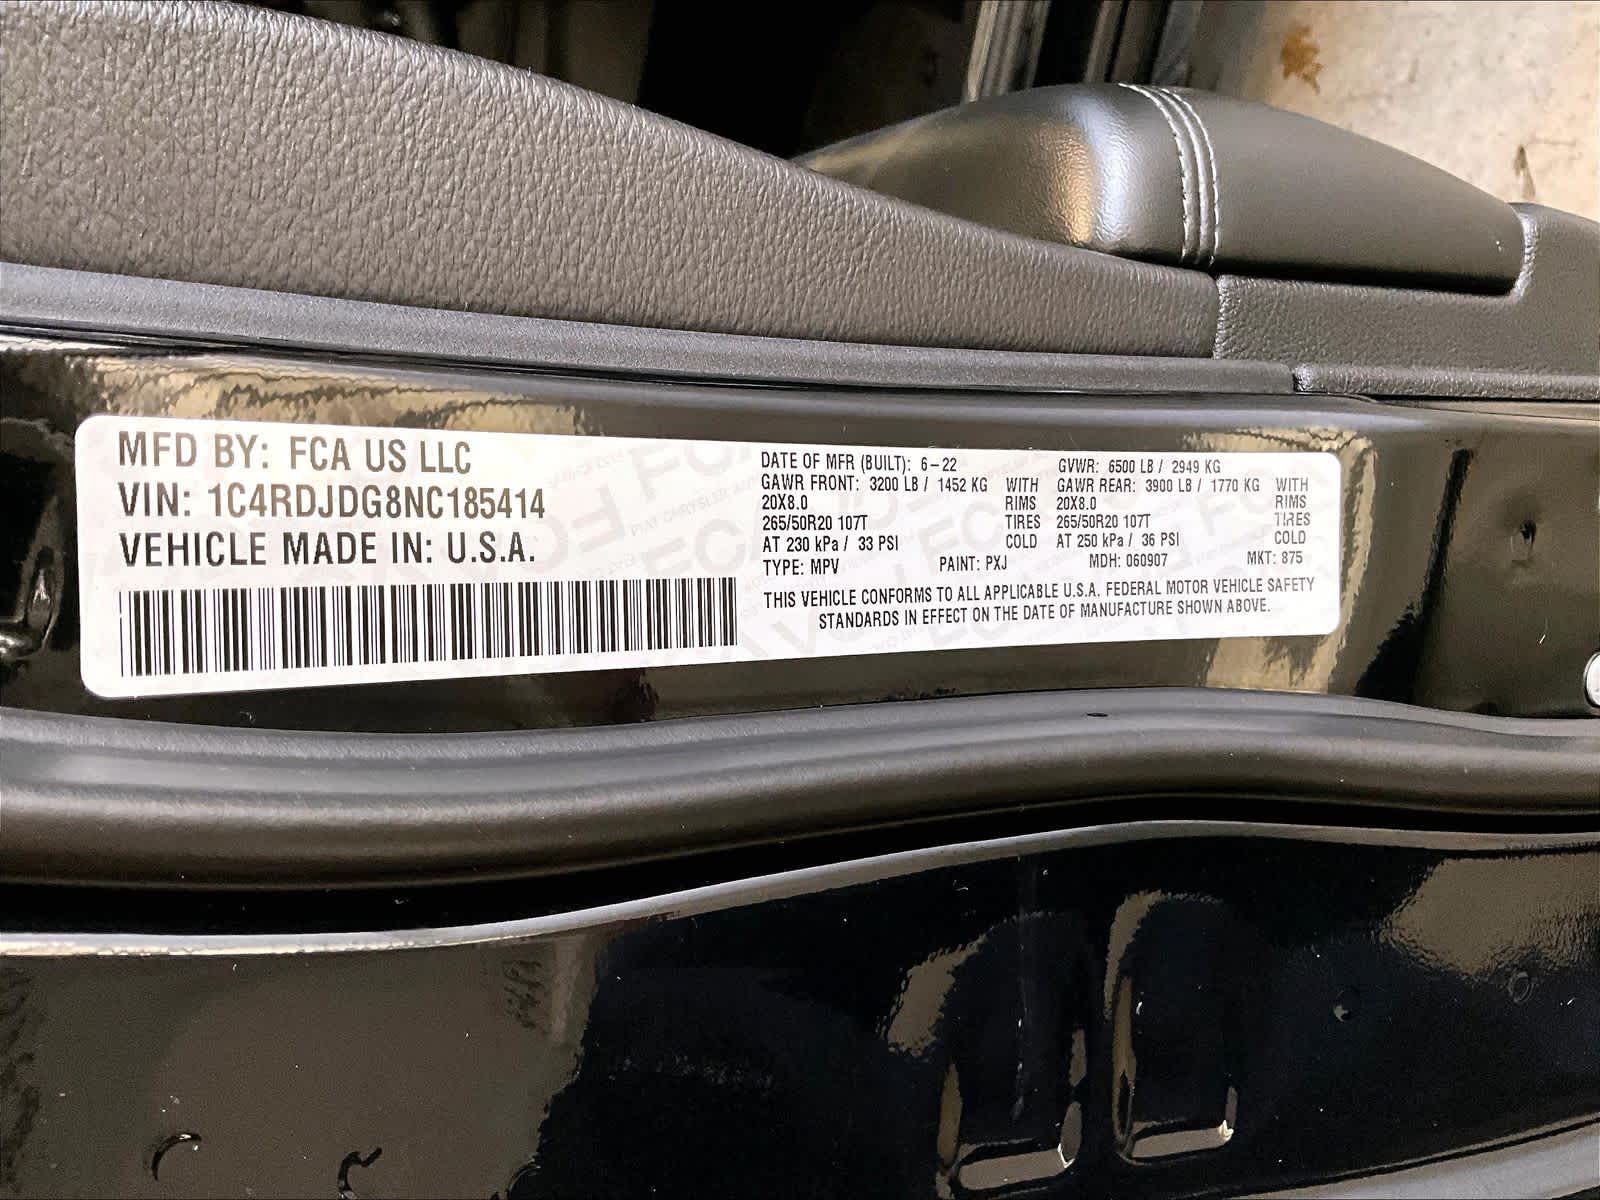 MFD BY: FCA US LLC
VIN: 1C4RDJDG8NC185414
VEHICLE MADE IN: U.S.A.
DATE OF MFR (BUILT): 6-22 GVWR: 6500 LB / 2949 KG
GAWR FRONT: 3200 LB / 1452 KG WITH GAWR REAR: 3900 LB / 1770 KG WITH
20X8.0 RIMS 20X8.0 RIMS
265/50R20 107T TIRES 265/50R20 107T TIRES
AT 230 kPa / 33 PSI COLD AT 250 kPa / 36 PSI COLD
TYPE: MPV PAINT: PXJ MDH: 060907 MKT: 875
THIS VEHICLE CONFORMS TO ALL APPLICABLE U.S.A. FEDERAL MOTOR VEHICLE SAFETY
STANDARDS IN EFFECT ON THE DATE OF MANUFACTURE SHOWN ABOVE.